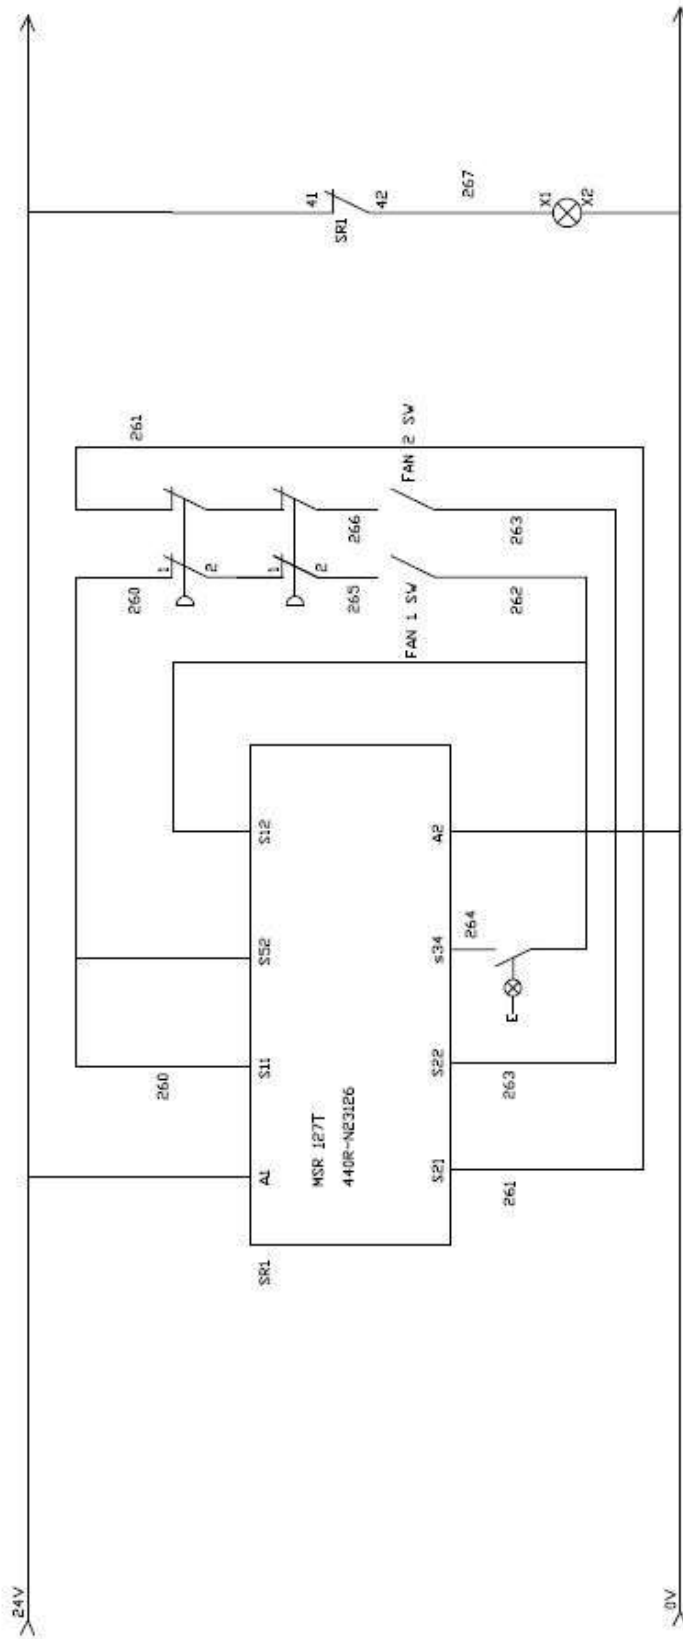 24V
0V
SR1
A1
S11
S52
S12
MSR 127T
440R-N23126
S21
S22
s34
A2
260
261
263
264
E
260
1
2
1
2
265
FAN 1 SW
262
261
266
FAN 2 SW
263
41
SR1
42
267
X1
X2